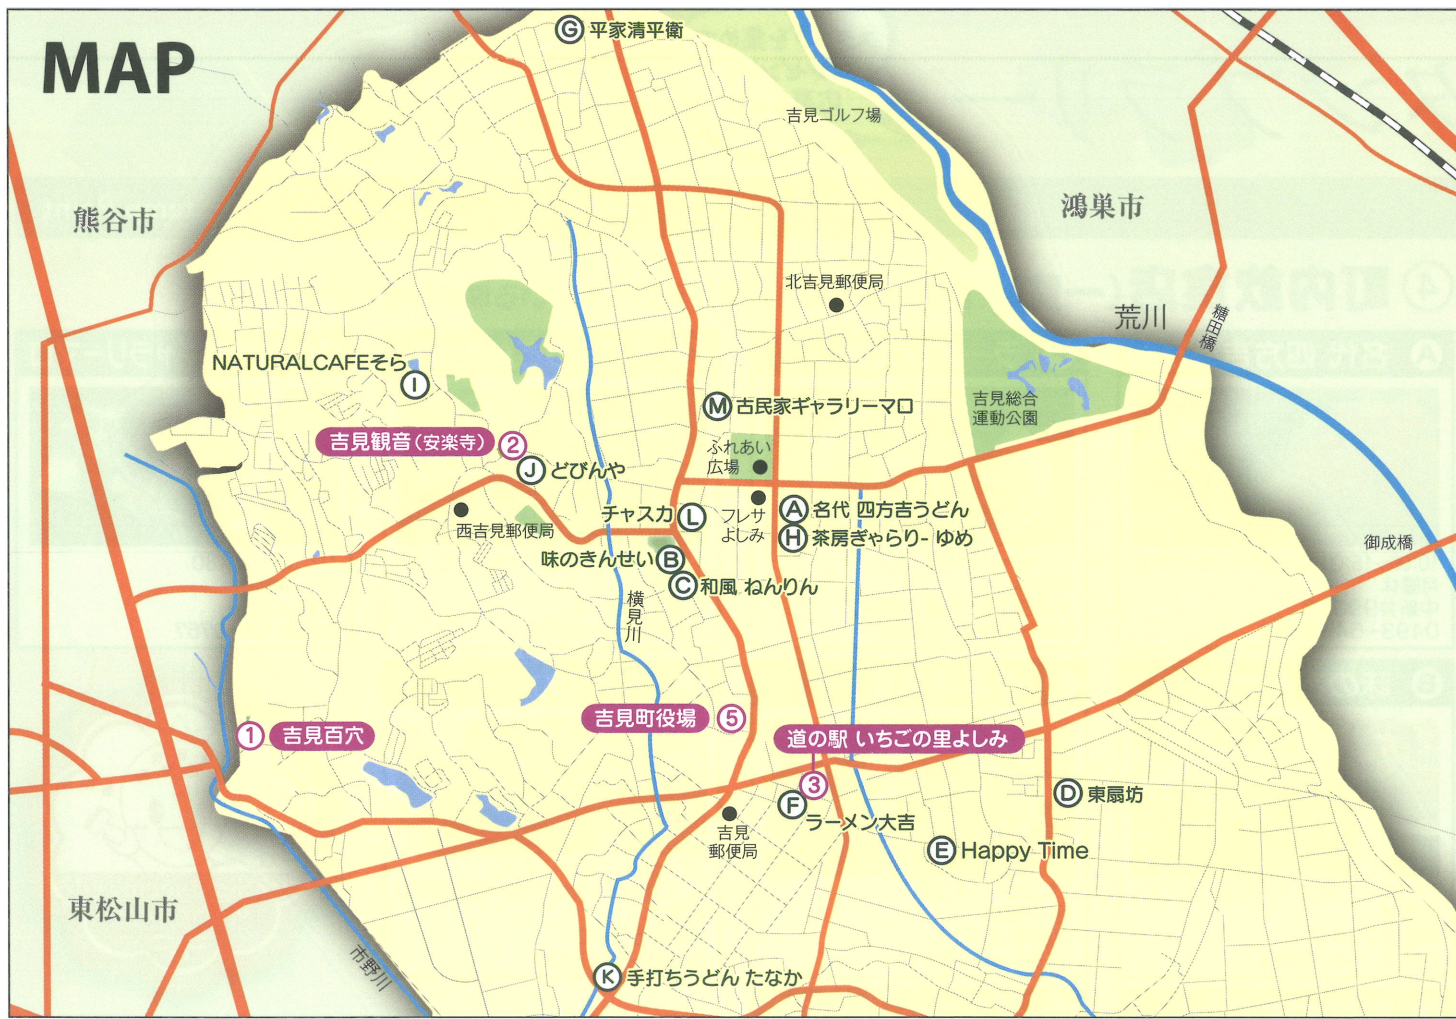 MAP
G 平家清平衛
吉見ゴルフ場
熊谷市
鴻巣市
北吉見郵便局
荒川
糠田橋
NATURALCAFEそら
I
M 古民家ギャラリーマロ
吉見総合
運動公園
吉見観音(安楽寺) 2
J どびんや
ふれあい
広場
西吉見郵便局
チャスカ L
フレサ
よしみ
A 名代 四方吉うどん
H 茶房ぎゃらりー ゆめ
御成橋
味のきんせい B
C 和風 ねんりん
横見川
1 吉見百穴
吉見町役場 5
道の駅 いちごの里よしみ
3
D 東扇坊
F
ラーメン大吉
吉見
郵便局
E Happy Time
東松山市
市野川
K 手打ちうどん たなか